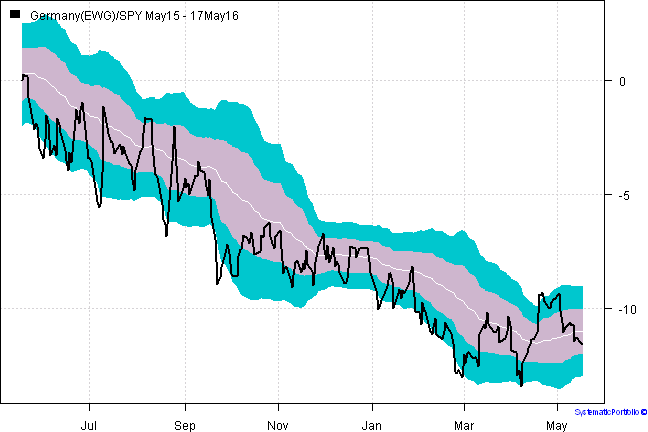 Germany(EWG)/SPY May15 - 17May16
0
-5
-10
SystematicPortfolio ©
Jul Sep Nov Jan Mar May